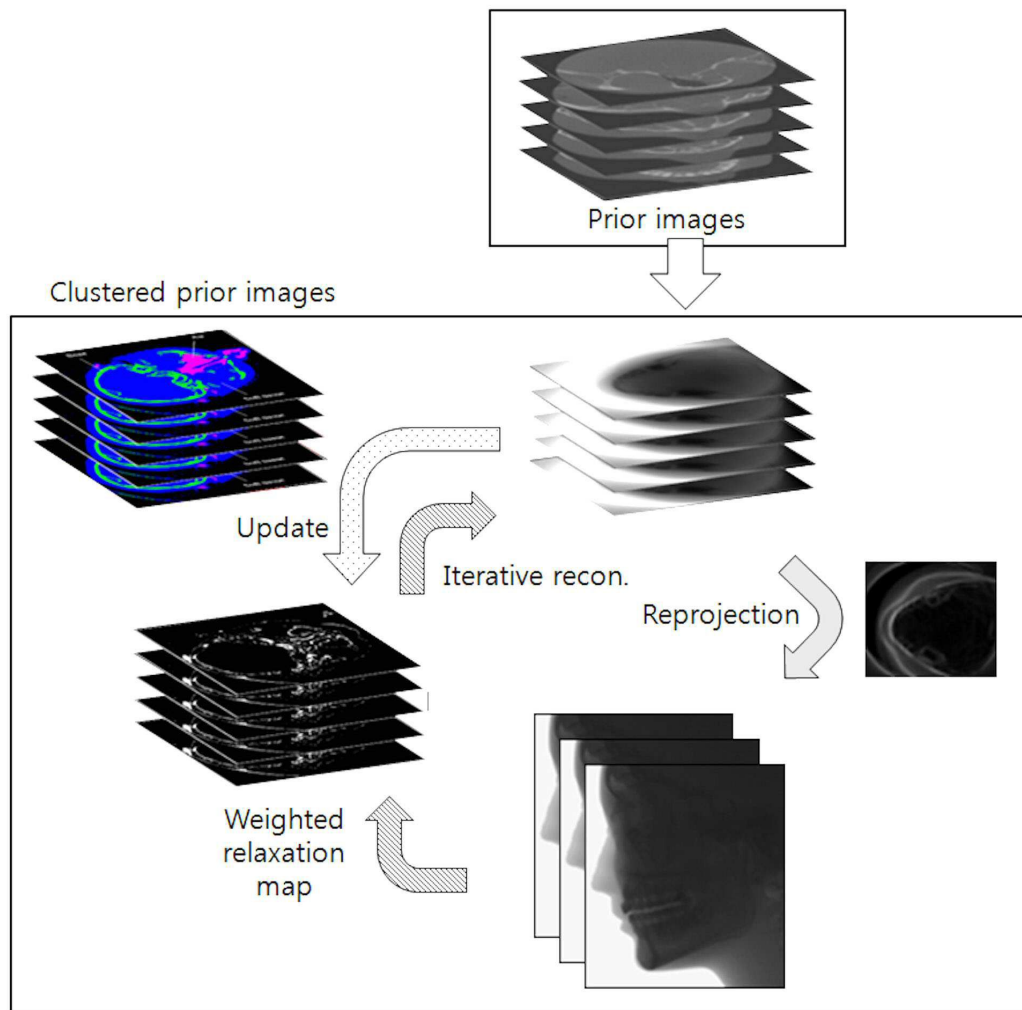 Prior images
Clustered prior images
Update
Iterative recon.
Reprojection
Weighted
relaxation
map